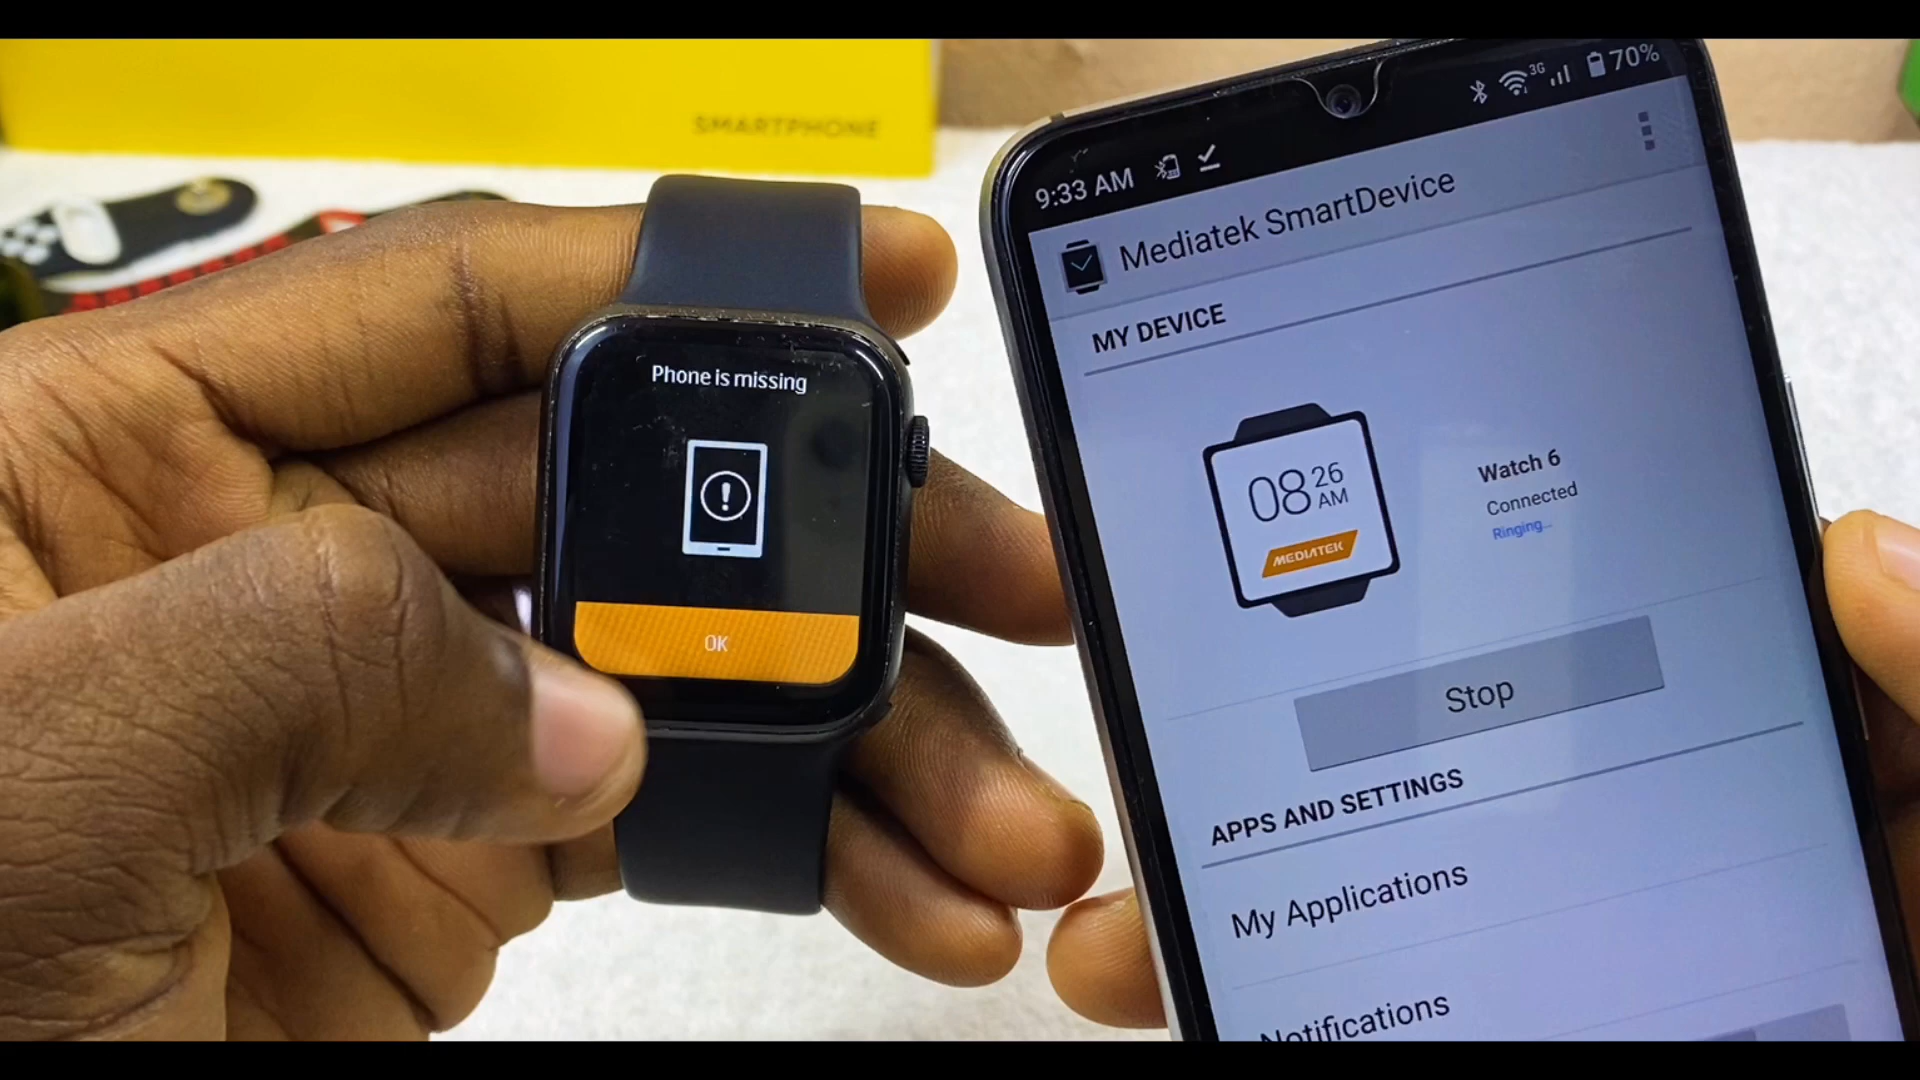 SMARTPHONE
Phone is missing
OK
3G 70%
9:33 AM
Mediatek SmartDevice
MY DEVICE
08 26 AM
MEDIATEK
Watch 6
Connected
Ringing...
Stop
APPS AND SETTINGS
My Applications
Notifications